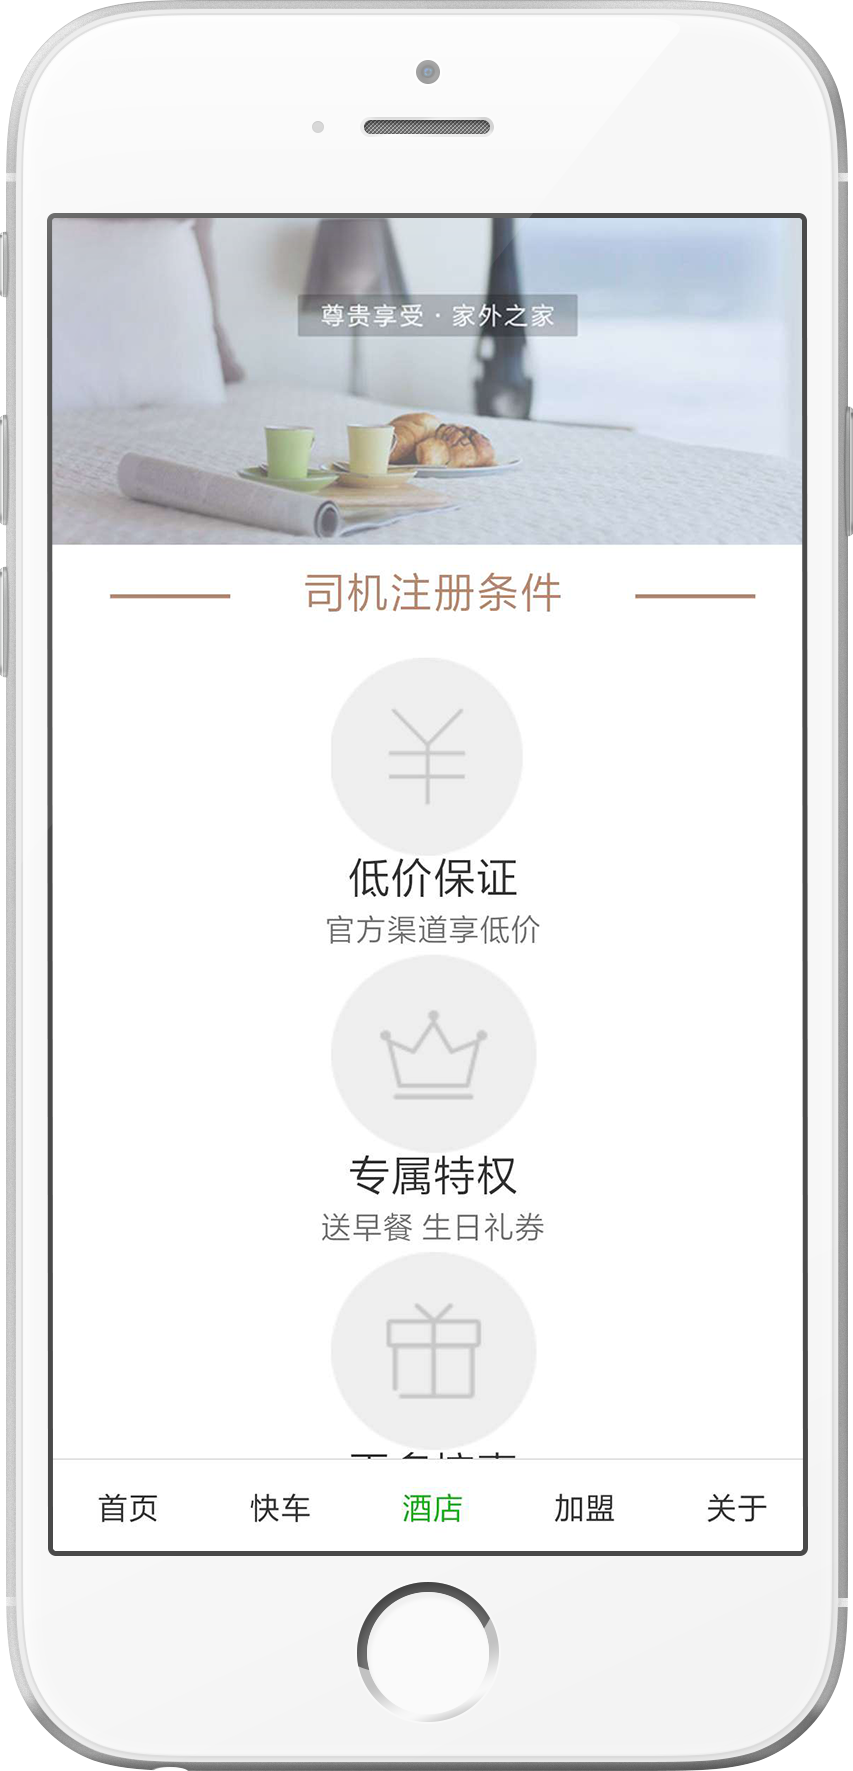 尊贵享受 · 家外之家
司机注册条件
低价保证
官方渠道享低价
专属特权
送早餐 生日礼券
首页 快车 酒店 加盟 关于